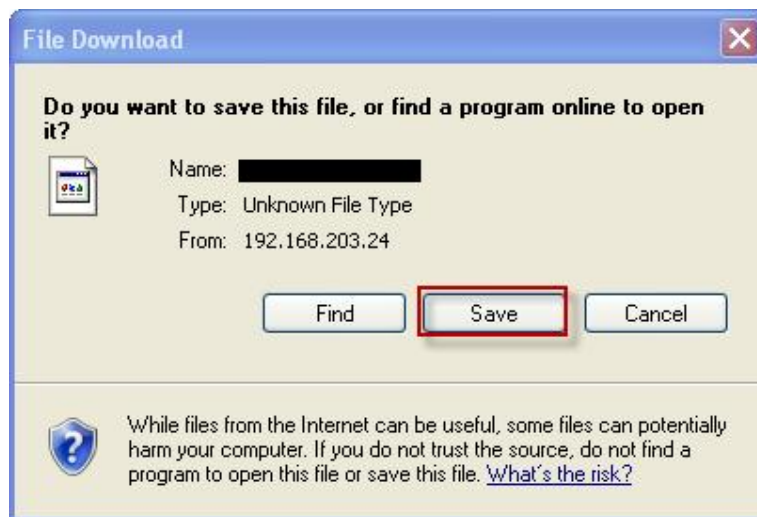 File Download
Do you want to save this file, or find a program online to open
it?
Name:
Type: Unknown File Type
From: 192.168.203.24
Find Save Cancel
While files from the Internet can be useful, some files can potentially
harm your computer. If you do not trust the source, do not find a
program to open this file or save this file. What's the risk?